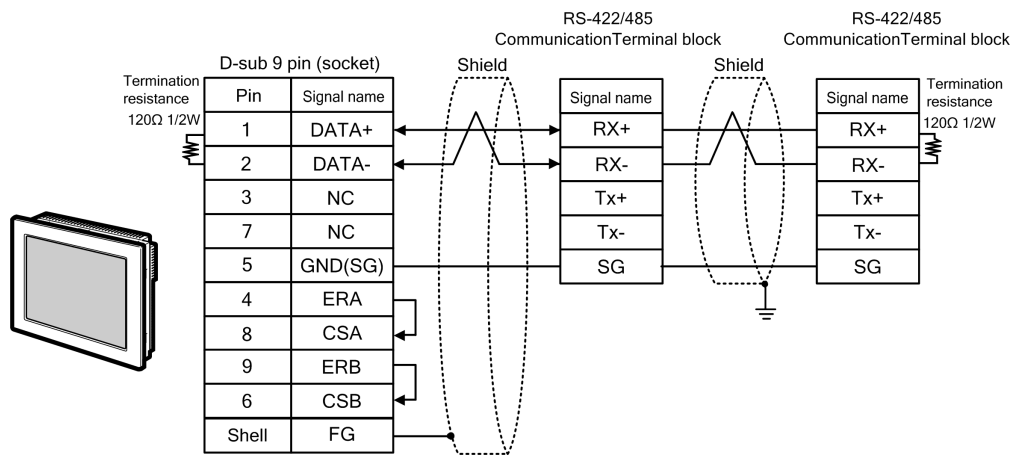 RS-422/485
CommunicationTerminal block
RS-422/485
CommunicationTerminal block
D-sub 9 pin (socket)
Shield
Shield
Termination
resistance
120Ω 1/2W
Pin Signal name
1 DATA+
2 DATA-
3 NC
7 NC
5 GND(SG)
4 ERA
8 CSA
9 ERB
6 CSB
Shell FG
Signal name
RX+
RX-
Tx+
Tx-
SG
Signal name
RX+
RX-
Tx+
Tx-
SG
Termination
resistance
120Ω 1/2W